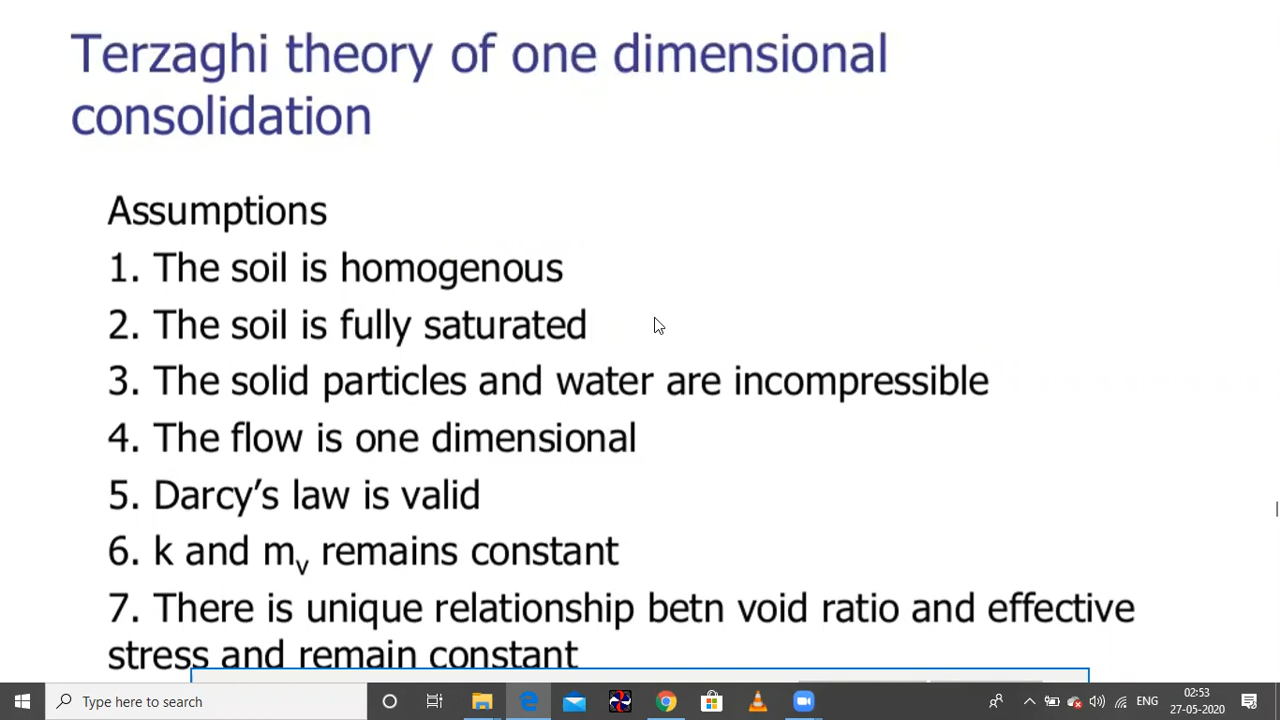 Terzaghi theory of one dimensional
consolidation
Assumptions
1. The soil is homogenous
2. The soil is fully saturated
3. The solid particles and water are incompressible
4. The flow is one dimensional
5. Darcy’s law is valid
6. k and mv remains constant
7. There is unique relationship betn void ratio and effective
stress and remain constant
Type here to search
ENG
02:53
27-05-2020